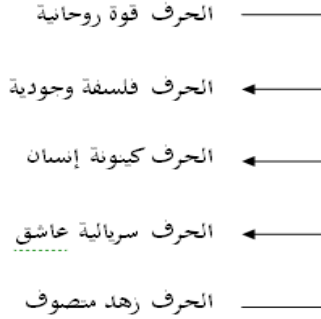 الحرف قوة روحانية
الحرف فلسفة وجودية
الحرف كينونة إنسان
الحرف سريالية عاشق
الحرف زهد متصوف